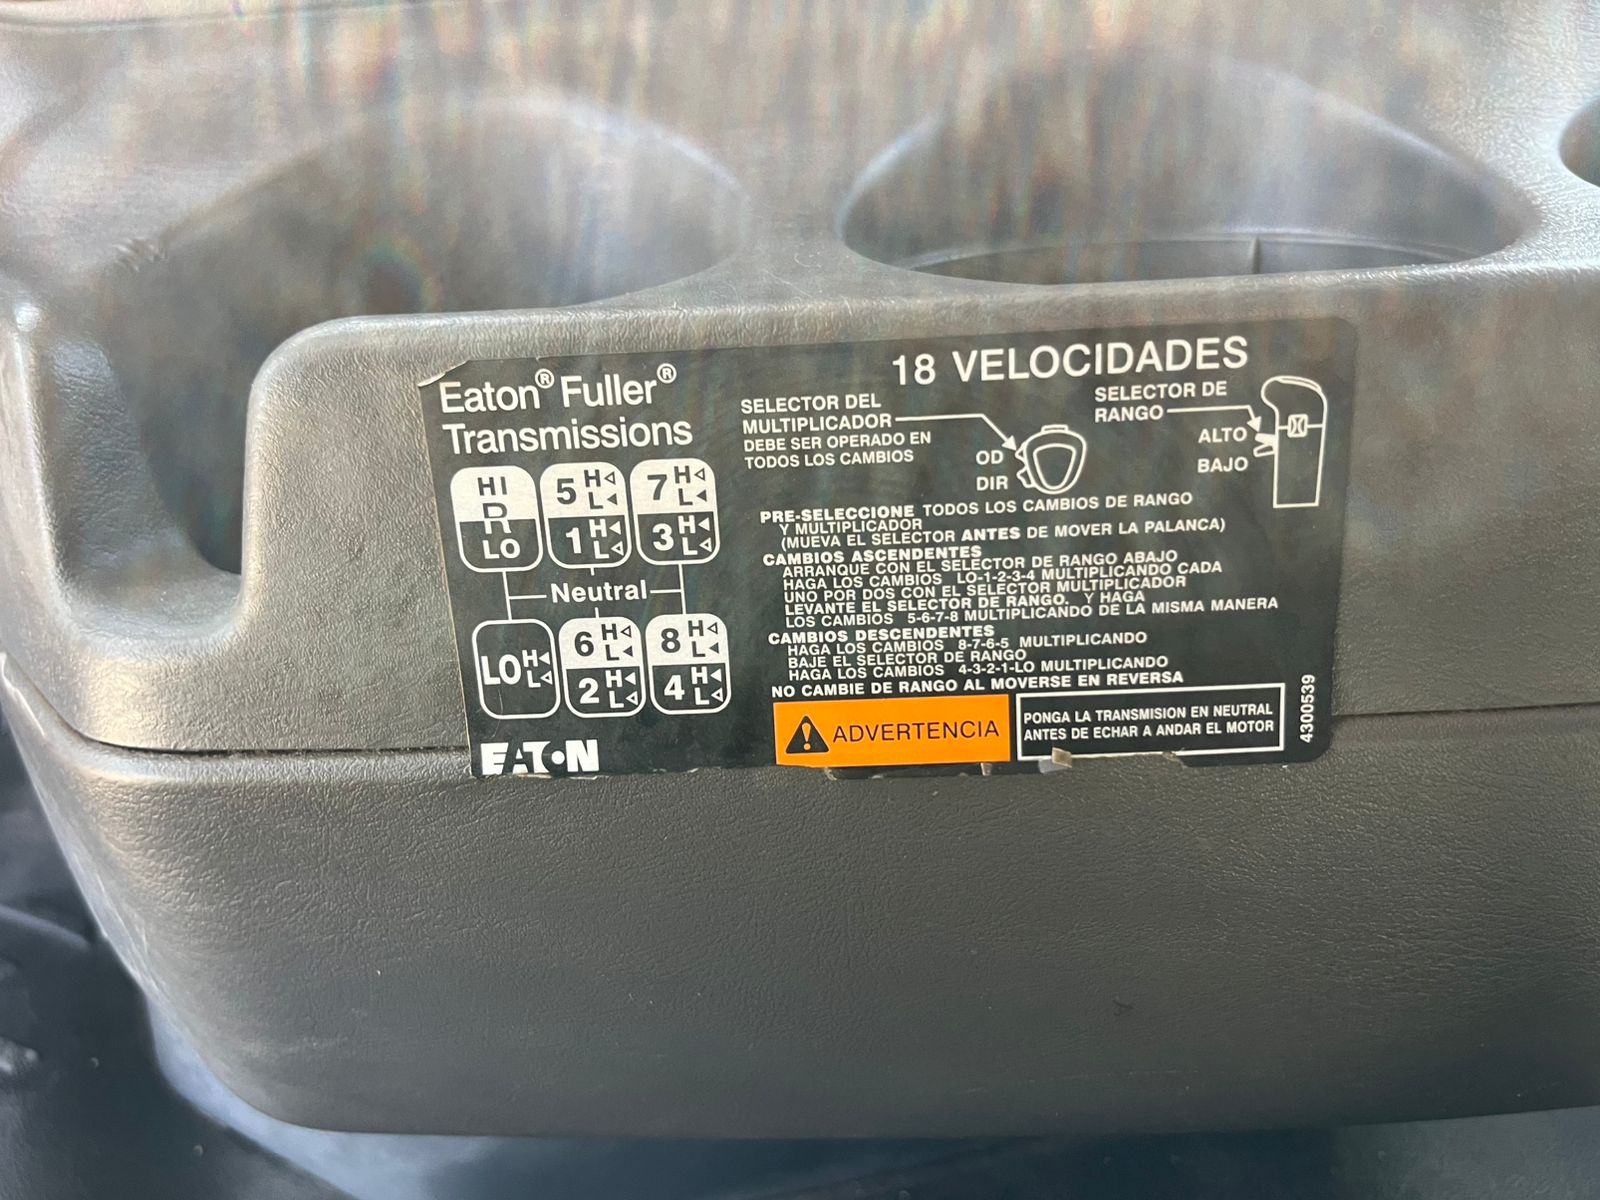 Eaton® Fuller®
Transmissions
HI
R
LO
5 H
L
1 H
L
7 H
L
3 H
L
Neutral
LO H
L
6 H
L
2 H
L
8 H
L
4 H
L
EATON
18 VELOCIDADES
SELECTOR DEL
MULTIPLICADOR
DEBE SER OPERADO EN
TODOS LOS CAMBIOS
OD
DIR
SELECTOR DE
RANGO
ALTO
BAJO
PRE-SELECCIONE TODOS LOS CAMBIOS DE RANGO
Y MULTIPLICADOR
(MUEVA EL SELECTOR ANTES DE MOVER LA PALANCA)
CAMBIOS ASCENDENTES
ARRANQUE CON EL SELECTOR DE RANGO ABAJO
HAGA LOS CAMBIOS LO-1-2-3-4 MULTIPLICANDO CADA
UNO POR DOS CON EL SELECTOR MULTIPLICADOR
LEVANTE EL SELECTOR DE RANGO. Y HAGA
LOS CAMBIOS 5-6-7-8 MULTIPLICANDO DE LA MISMA MANERA
CAMBIOS DESCENDENTES
HAGA LOS CAMBIOS 8-7-6-5 MULTIPLICANDO
BAJE EL SELECTOR DE RANGO
HAGA LOS CAMBIOS 4-3-2-1-LO MULTIPLICANDO
NO CAMBIE DE RANGO AL MOVERSE EN REVERSA
ADVERTENCIA
PONGA LA TRANSMISION EN NEUTRAL
ANTES DE ECHAR A ANDAR EL MOTOR
4300539